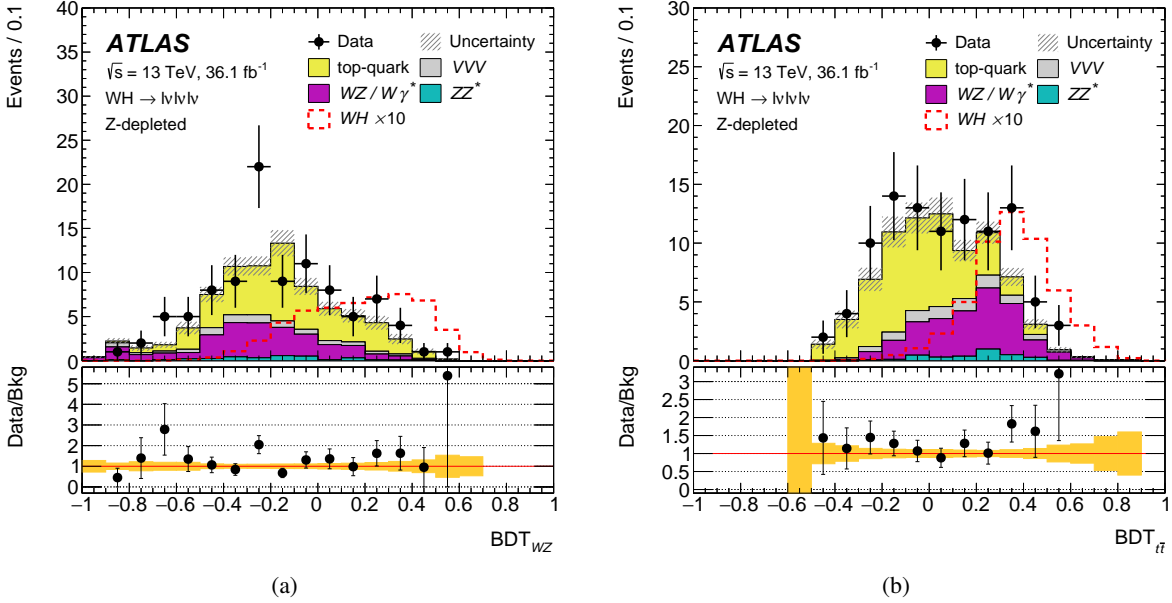 Events / 0.1
40
35
30
25
20
15
10
5
0
ATLAS
√s = 13 TeV, 36.1 fb⁻¹
WH → lνlνlν
Z-depleted
Data
Uncertainty
top-quark
VVV
WZ / Wγ*
ZZ*
WH ×10
Data/Bkg
5
4
3
2
1
0
−1 −0.8 −0.6 −0.4 −0.2 0 0.2 0.4 0.6 0.8 1
BDT_WZ
(a)
Events / 0.1
30
25
20
15
10
5
0
ATLAS
√s = 13 TeV, 36.1 fb⁻¹
WH → lνlνlν
Z-depleted
Data
Uncertainty
top-quark
VVV
WZ / Wγ*
ZZ*
WH ×10
Data/Bkg
3
2.5
2
1.5
1
0.5
0
−1 −0.8 −0.6 −0.4 −0.2 0 0.2 0.4 0.6 0.8 1
BDT_tt̄
(b)